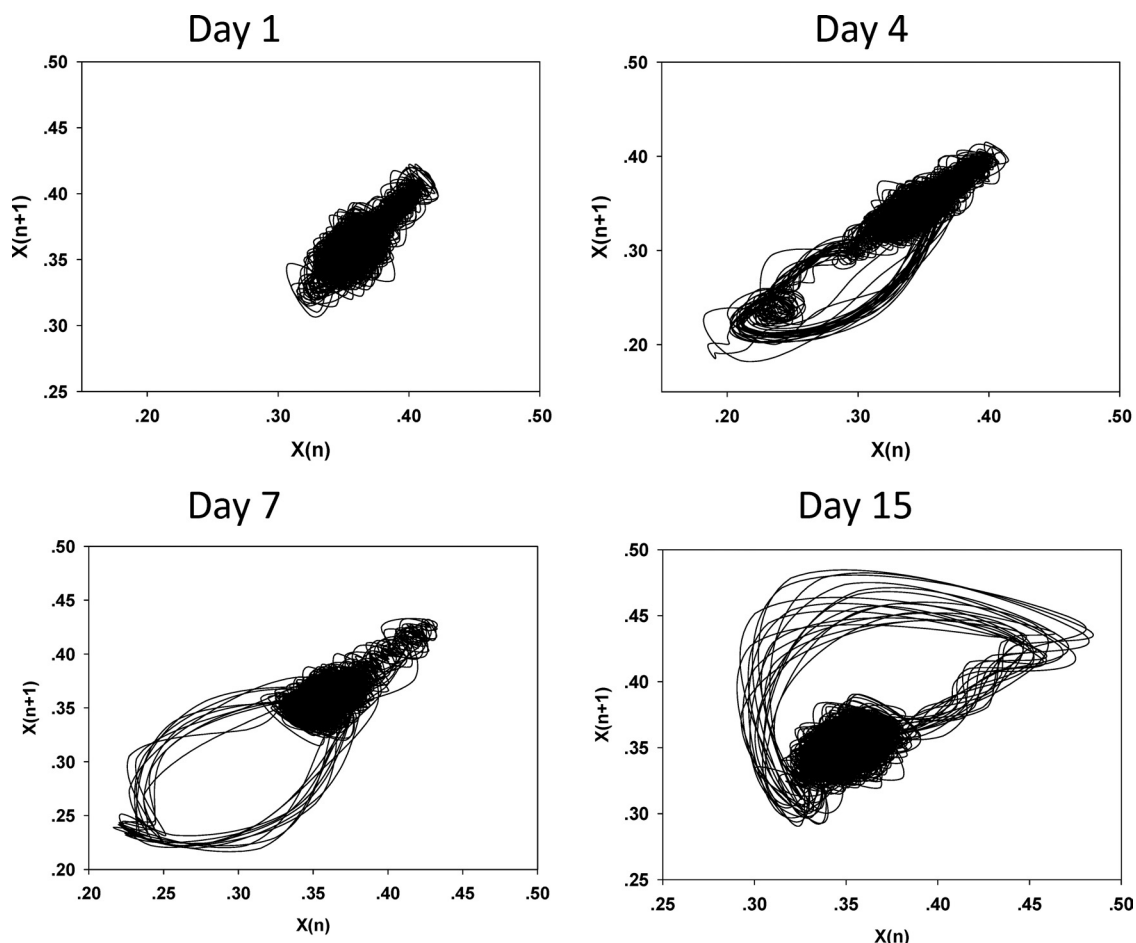 Day 1
.50
.45
.40
.35
.30
.25
X(n+1)
.20 .30 .40 .50
X(n)
Day 4
.50
.40
.30
.20
X(n+1)
.20 .30 .40 .50
X(n)
Day 7
.50
.45
.40
.35
.30
.25
.20
X(n+1)
.20 .25 .30 .35 .40 .45 .50
X(n)
Day 15
.50
.45
.40
.35
.30
.25
X(n+1)
.25 .30 .35 .40 .45 .50
X(n)